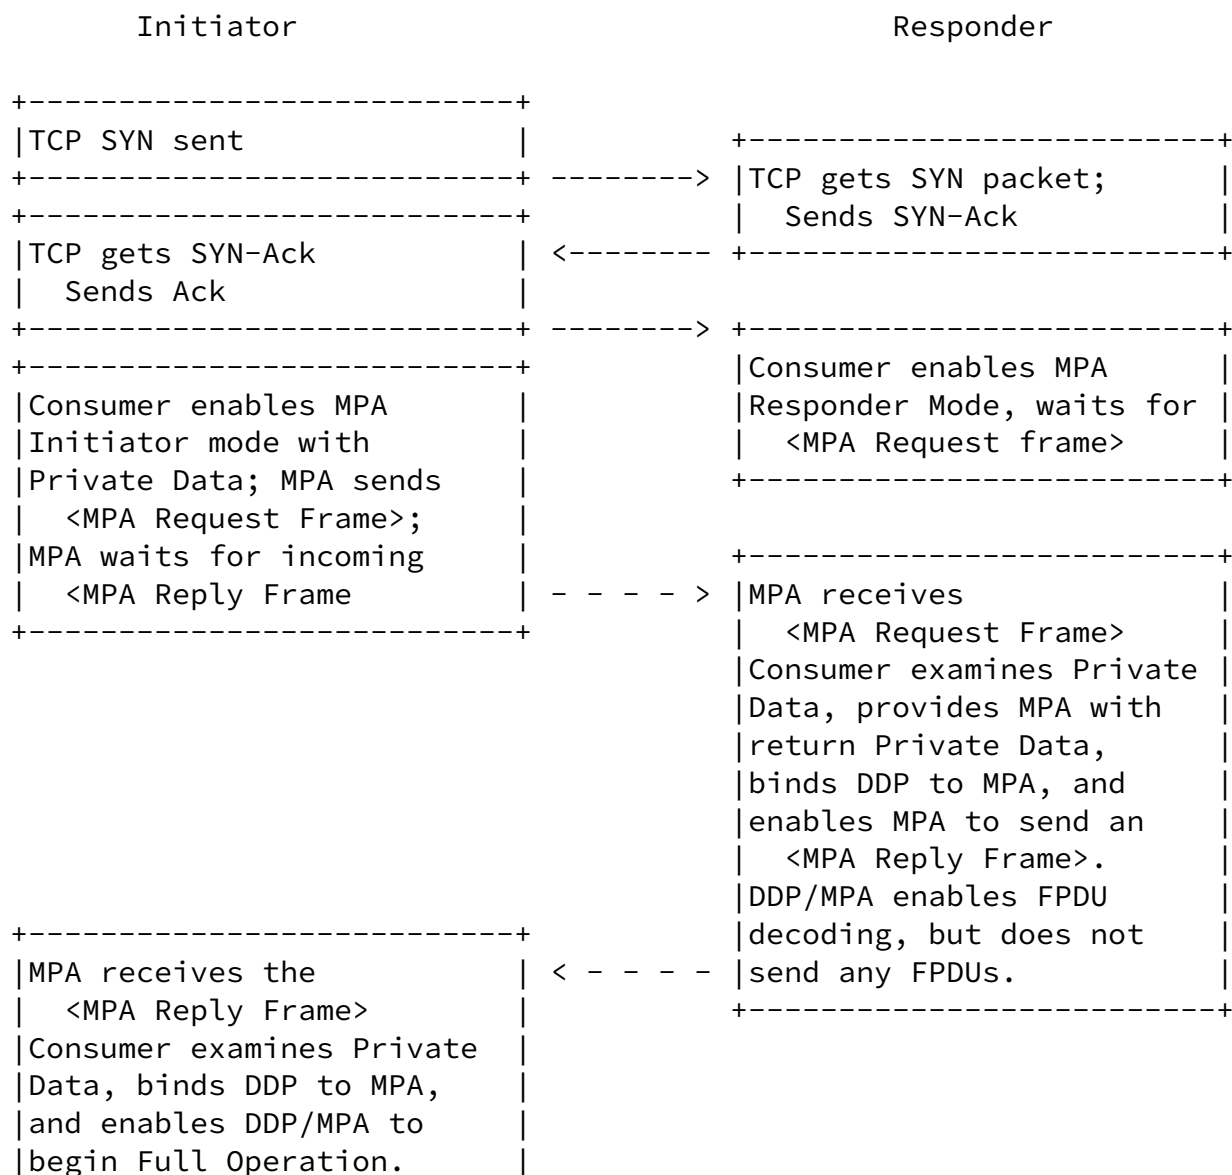 Initiator                                 Responder

+---------------------------+
|TCP SYN sent               |           +--------------------------+
+---------------------------+ --------> |TCP gets SYN packet;      |
+---------------------------+           |  Sends SYN-Ack           |
|TCP gets SYN-Ack           | <-------- +--------------------------+
|  Sends Ack                |
+---------------------------+ --------> +--------------------------+
+---------------------------+           |Consumer enables MPA      |
|Consumer enables MPA       |           |Responder Mode, waits for |
|Initiator mode with        |           |  <MPA Request frame>     |
|Private Data; MPA sends    |           +--------------------------+
|  <MPA Request Frame>;     |
|MPA waits for incoming     |           +--------------------------+
|  <MPA Reply Frame         | - - - - > |MPA receives              |
+---------------------------+           |  <MPA Request Frame>     |
                                        |Consumer examines Private |
                                        |Data, provides MPA with   |
                                        |return Private Data,      |
                                        |binds DDP to MPA, and     |
                                        |enables MPA to send an    |
                                        |  <MPA Reply Frame>.      |
                                        |DDP/MPA enables FPDU      |
+---------------------------+           |decoding, but does not    |
|MPA receives the           | < - - - - |send any FPDUs.           |
|  <MPA Reply Frame>        |           +--------------------------+
|Consumer examines Private  |
|Data, binds DDP to MPA,    |
|and enables DDP/MPA to     |
|begin Full Operation.      |